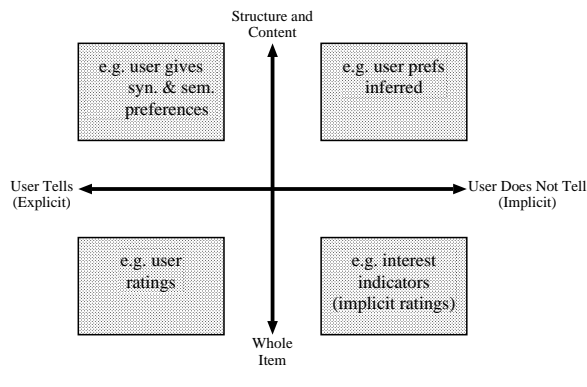 Structure and
Content
e.g. user gives
syn. & sem.
preferences
e.g. user prefs
inferred
User Tells
(Explicit)
User Does Not Tell
(Implicit)
e.g. user
ratings
e.g. interest
indicators
(implicit ratings)
Whole
Item